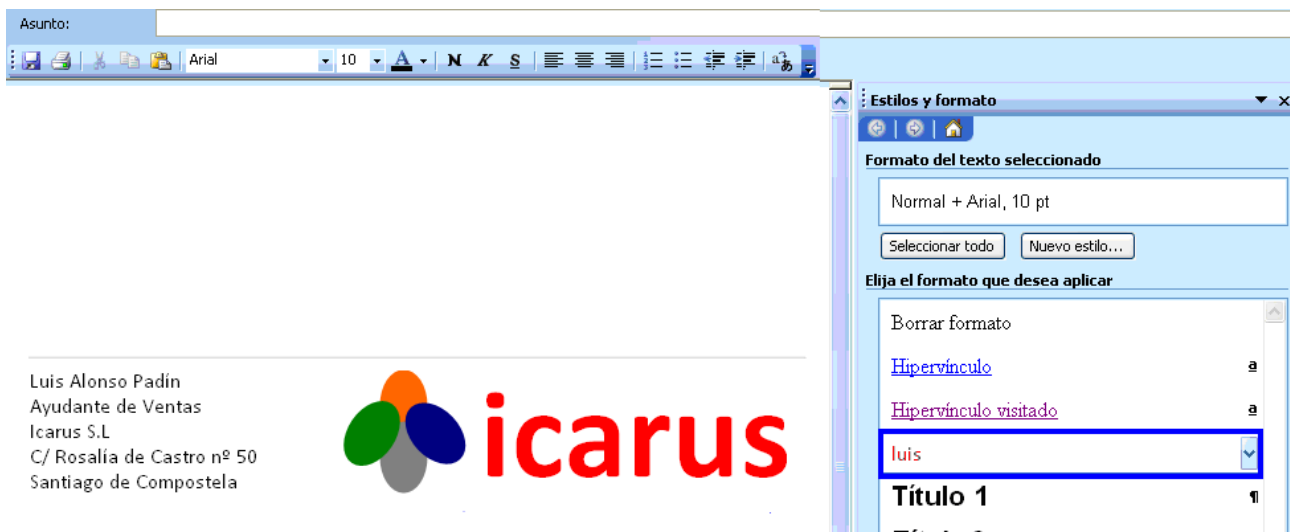 Asunto:
Arial
10
A
N K S
Estilos y formato
Formato del texto seleccionado
Normal + Arial, 10 pt
Seleccionar todo
Nuevo estilo...
Elija el formato que desea aplicar
Borrar formato
Hipervínculo a
Hipervínculo visitado a
luis
Título 1 ¶
Luis Alonso Padín
Ayudante de Ventas
Icarus S.L
C/ Rosalía de Castro nº 50
Santiago de Compostela
icarus